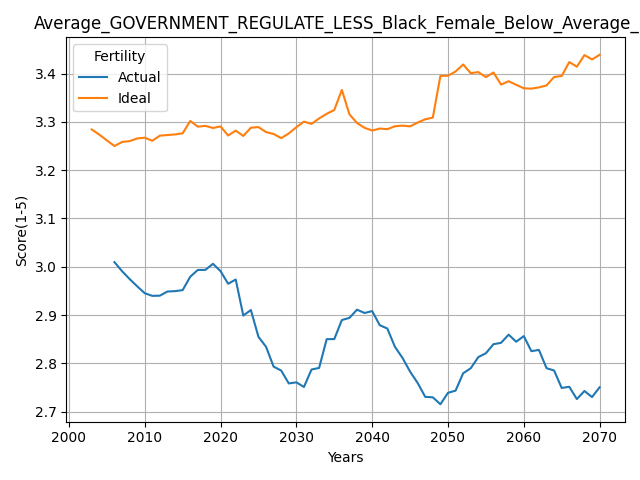 Average_GOVERNMENT_REGULATE_LESS_Black_Female_Below_Average_
Fertility
Actual
Ideal
Score(1-5)
3.4
3.3
3.2
3.1
3.0
2.9
2.8
2.7
2000 2010 2020 2030 2040 2050 2060 2070
Years